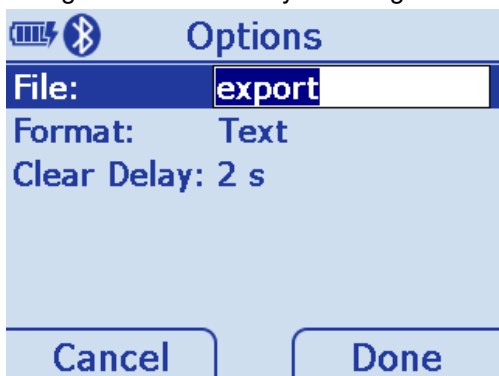 Options
File: export
Format: Text
Clear Delay: 2 s
Cancel Done